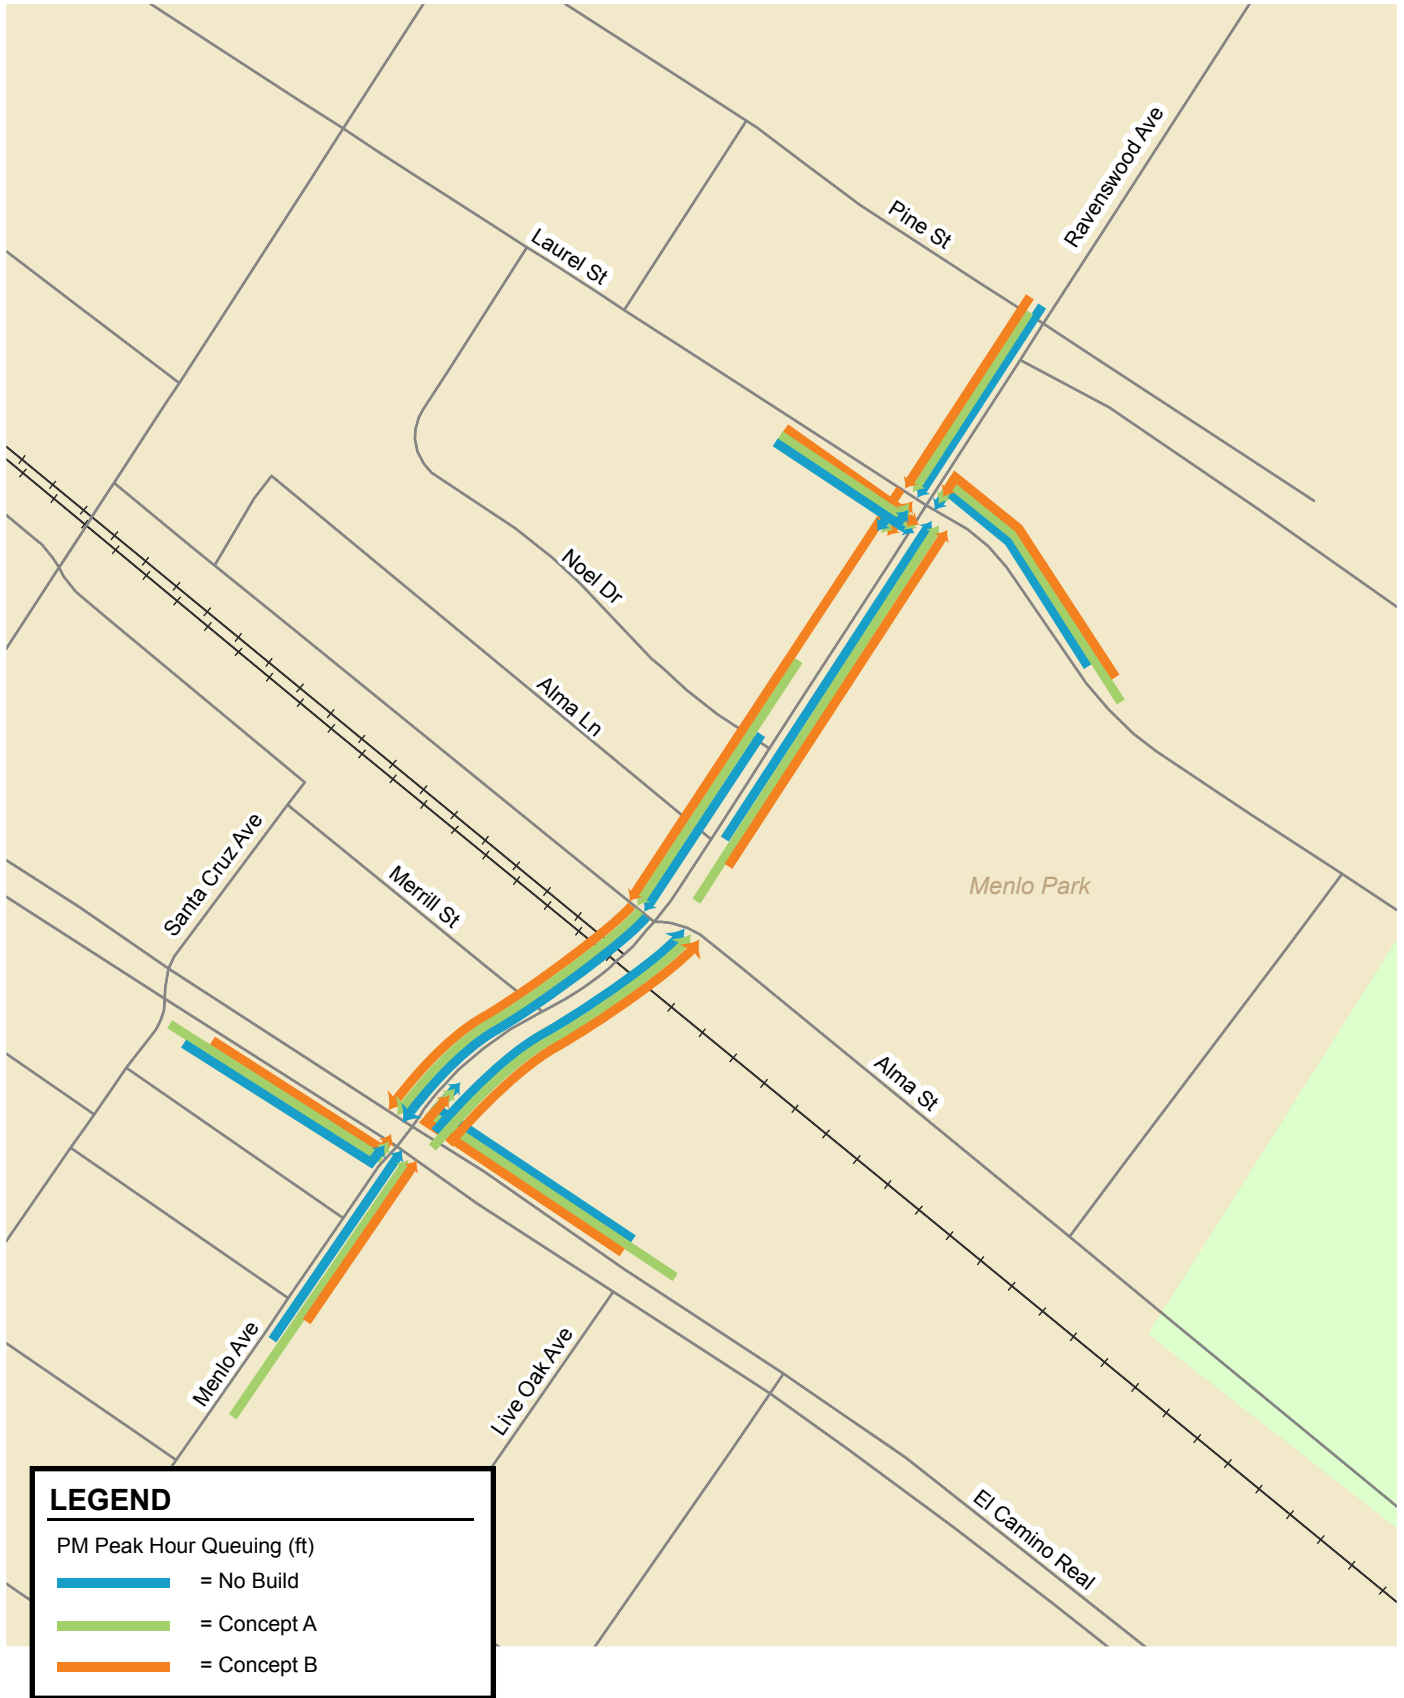 Ravenswood Ave
Pine St
Laurel St
Noel Dr
Alma Ln
Santa Cruz Ave
Merrill St
Menlo Park
Alma St
Menlo Ave
Live Oak Ave
El Camino Real
LEGEND
PM Peak Hour Queuing (ft)
= No Build
= Concept A
= Concept B